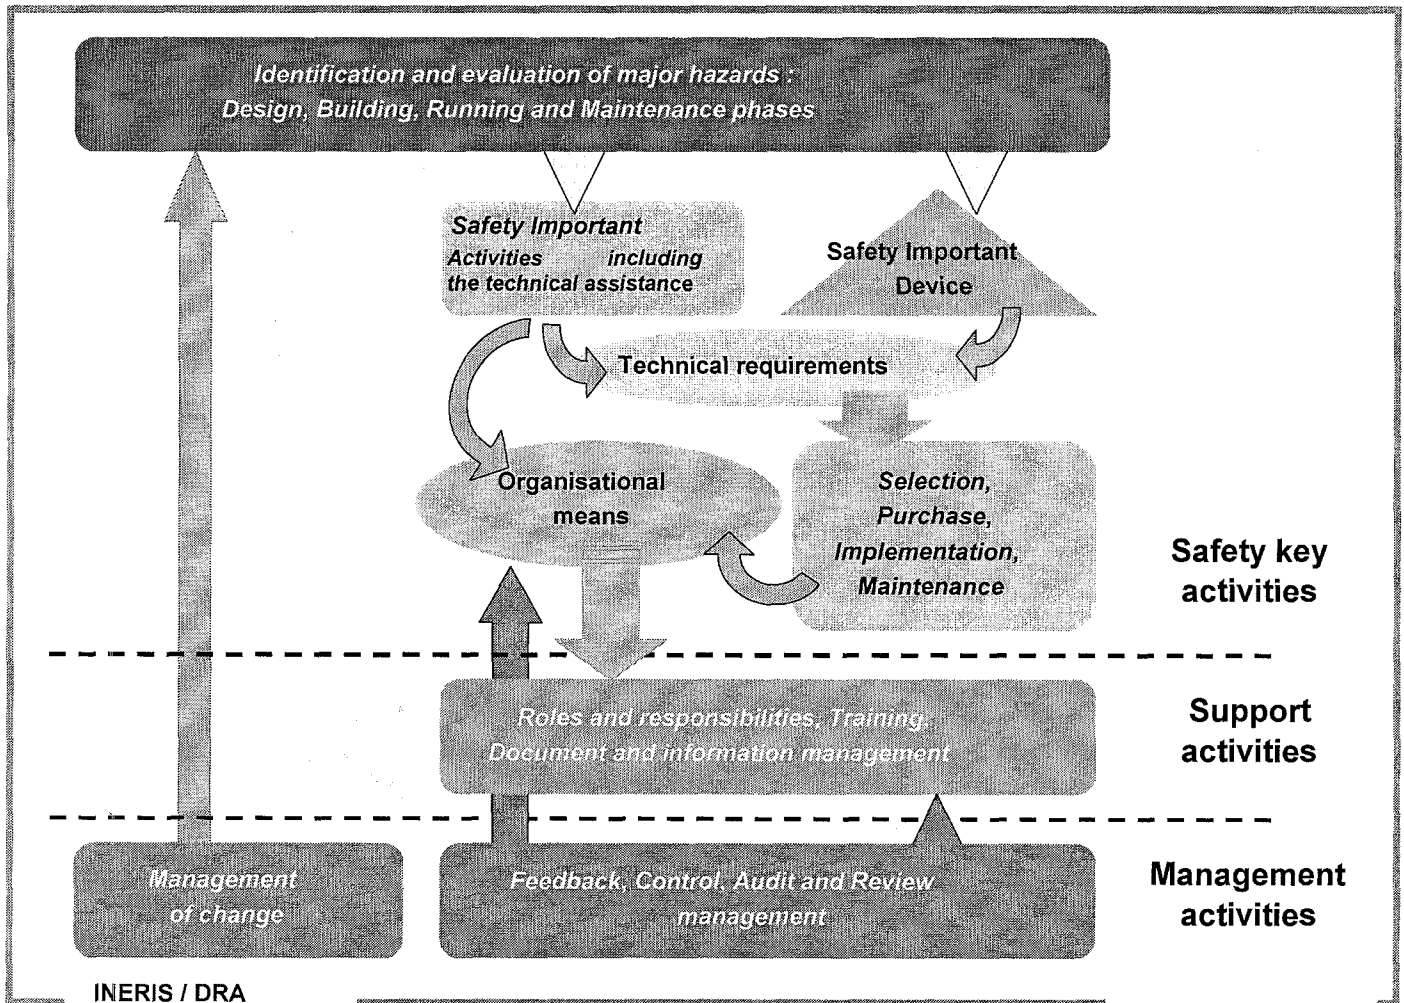 Identification and evaluation of major hazards :
Design, Building, Running and Maintenance phases
Safety Important
Activities including
the technical assistance
Safety Important
Device
Technical requirements
Organisational
means
Selection,
Purchase,
Implementation,
Maintenance
Safety key
activities
Roles and responsibilities, Training,
Document and information management
Support
activities
Management
of change
Feedback, Control, Audit and Review
management
Management
activities
INERIS / DRA